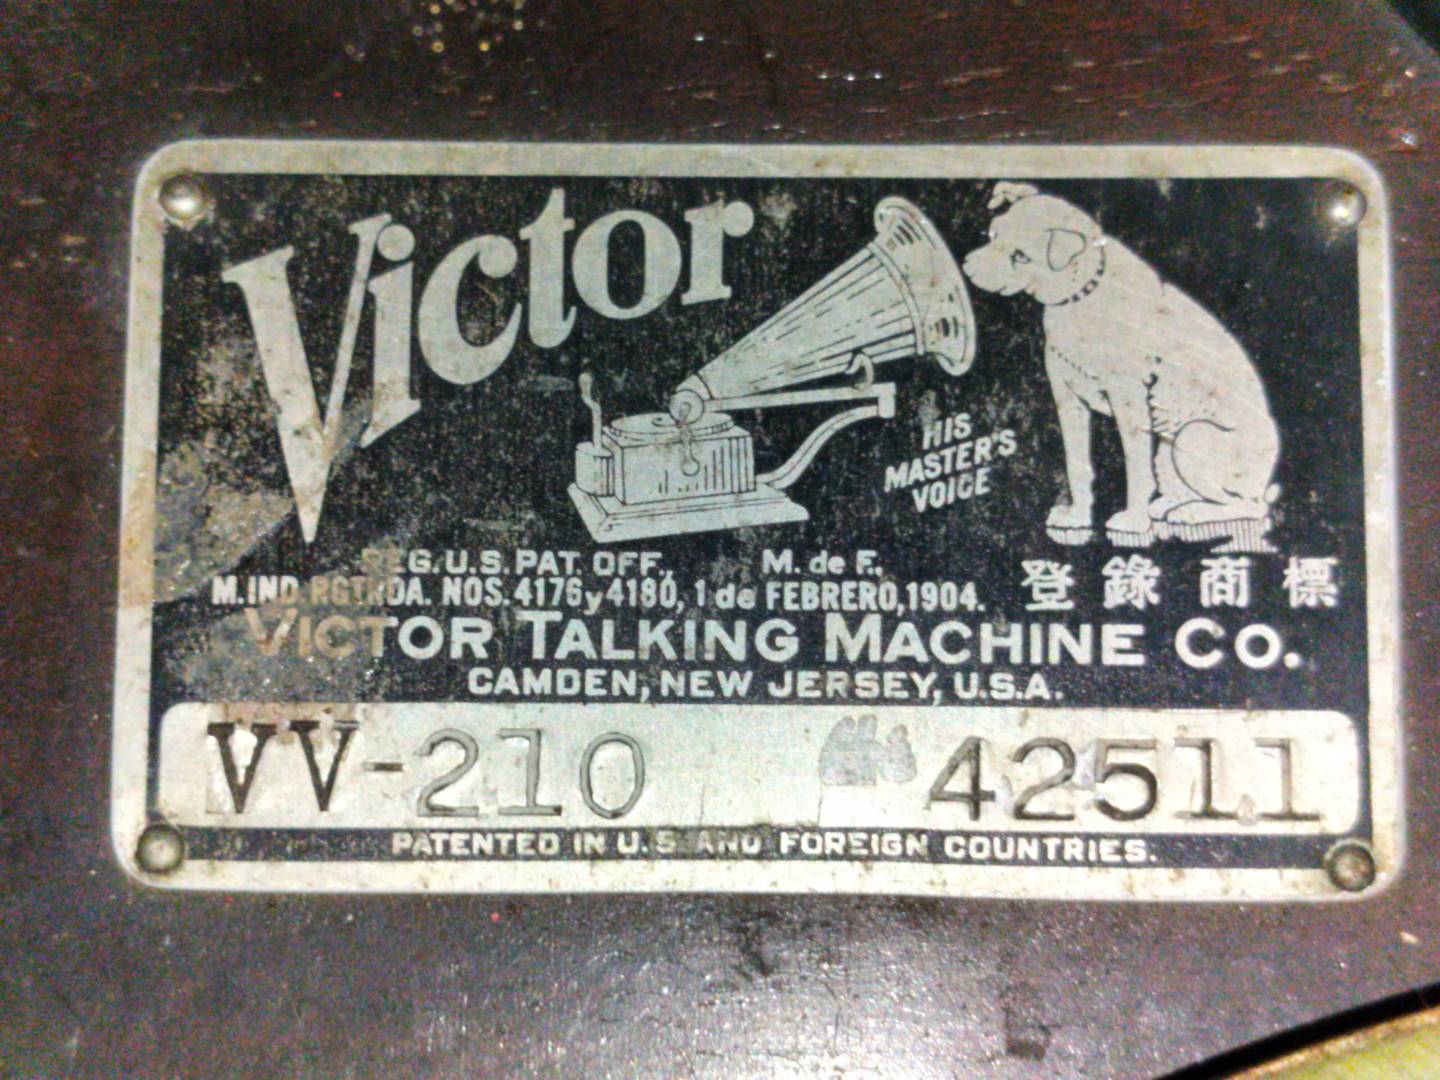 Victor
HIS
MASTER'S
VOICE
REG. U.S. PAT. OFF., M. de F.,
M. IND. RGTRDA. NOS. 4176 y 4180, 1 de FEBRERO, 1904.
登錄商標
VICTOR TALKING MACHINE CO.
CAMDEN, NEW JERSEY, U.S.A.
VV-210 42511
PATENTED IN U.S. AND FOREIGN COUNTRIES.